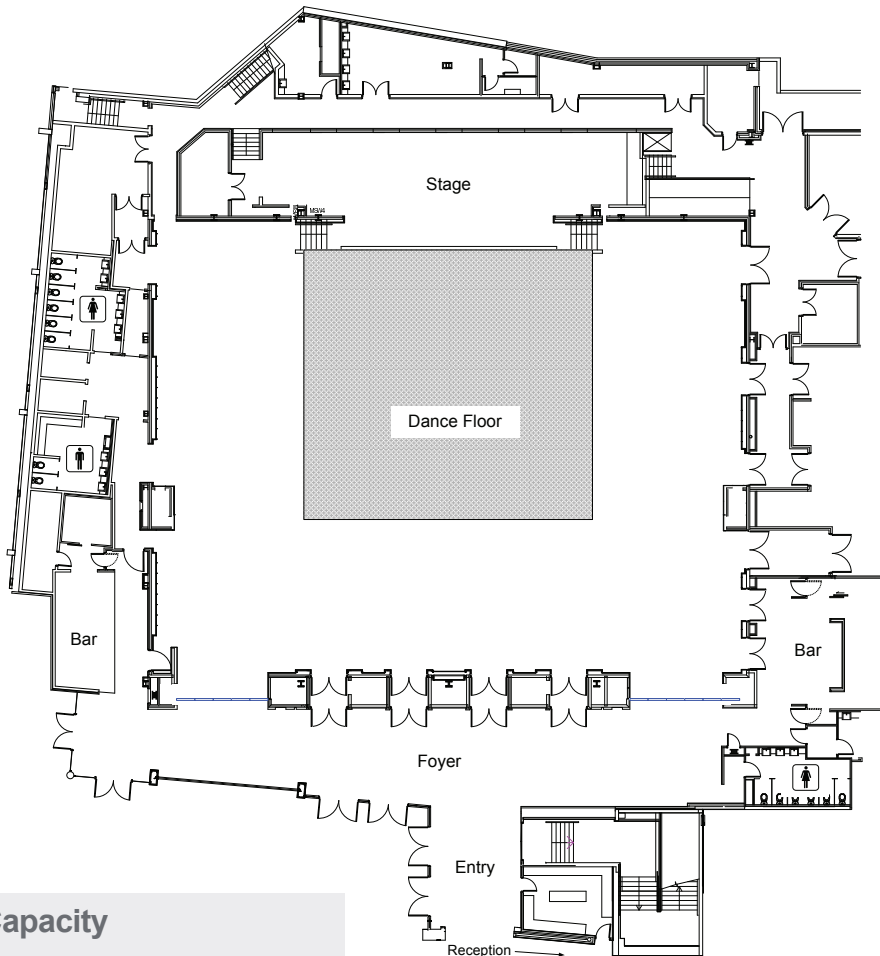 Stage
Dance Floor
Bar
Bar
Foyer
Entry
Capacity
Reception